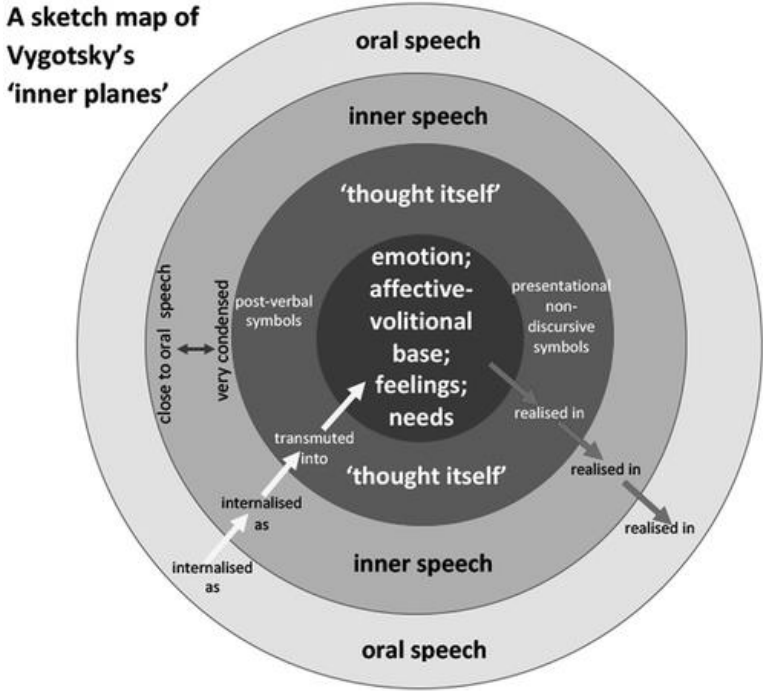 A sketch map of
Vygotsky's
'inner planes'
oral speech
inner speech
'thought itself'
emotion;
affective-
volitional
base;
feelings;
needs
post-verbal
symbols
presentational
non-
discursive
symbols
close to oral speech
very condensed
realised in
transmuted
into
realised in
'thought itself'
internalised
as
realised in
internalised
as
inner speech
oral speech